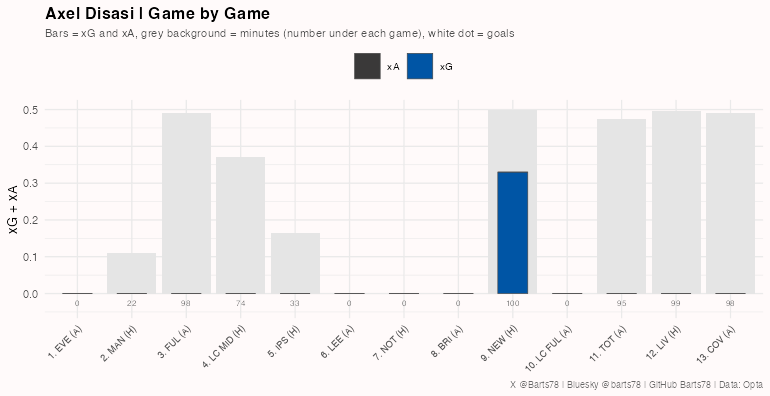 Axel Disasi | Game by Game
Bars = xG and xA, grey background = minutes (number under each game), white dot = goals
xA xG
xG + xA
0.5
0.4
0.3
0.2
0.1
0.0
0 22 98 74 33 0 0 0 100 0 95 99 98
1. EVE (A) 2. MAN (H) 3. FUL (A) 4. LC MID (H) 5. IPS (H) 6. LEE (A) 7. NOT (H) 8. BRI (A) 9. NEW (H) 10. LC FUL (A) 11. TOT (A) 12. LIV (H) 13. COV (A)
X @Barts78 | Bluesky @barts78 | GitHub Barts78 | Data: Opta